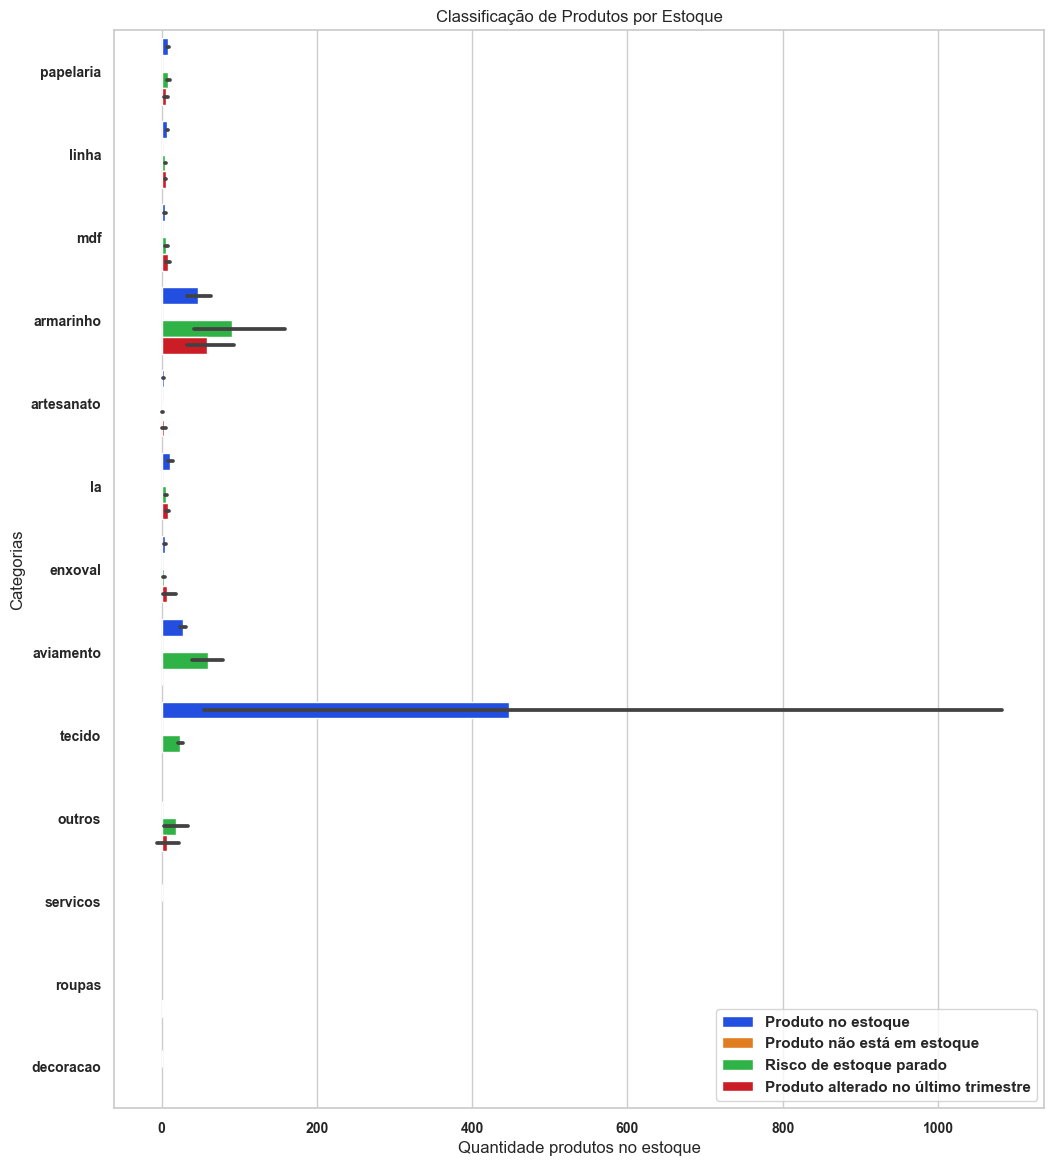 Classificação de Produtos por Estoque
Categorias
papelaria
linha
mdf
armarinho
artesanato
la
enxoval
aviamento
tecido
outros
servicos
roupas
decoracao
Produto no estoque
Produto não está em estoque
Risco de estoque parado
Produto alterado no último trimestre
0 200 400 600 800 1000
Quantidade produtos no estoque